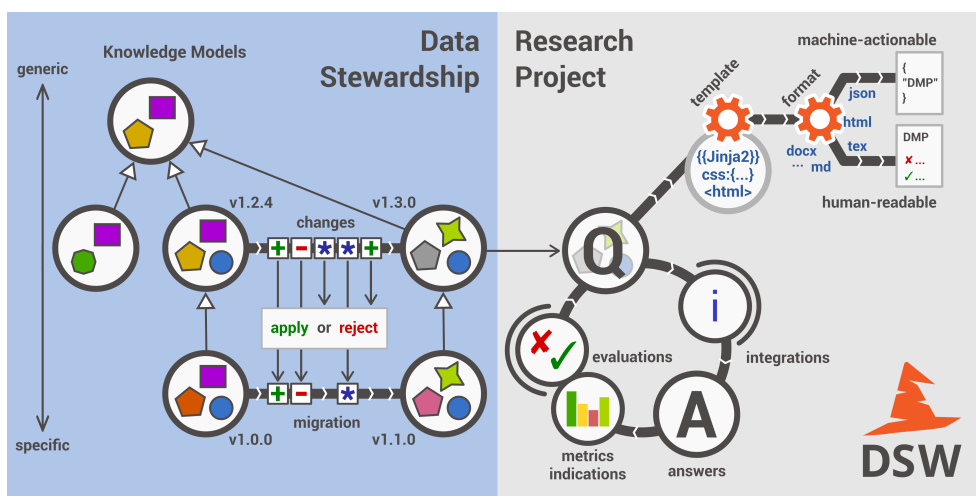 Data
Stewardship
Knowledge Models
generic
specific
v1.2.4
changes
v1.3.0
+
−
*
*
+
apply or reject
+
−
*
migration
v1.0.0
v1.1.0
Research
Project
template
format
machine-actionable
{
"DMP"
}
json
html
docx
tex
...
md
DMP
✘...
✓...
human-readable
{{Jinja2}}
css:{...}
<html>
Q
i
integrations
✘
✓
evaluations
A
answers
metrics
indications
DSW